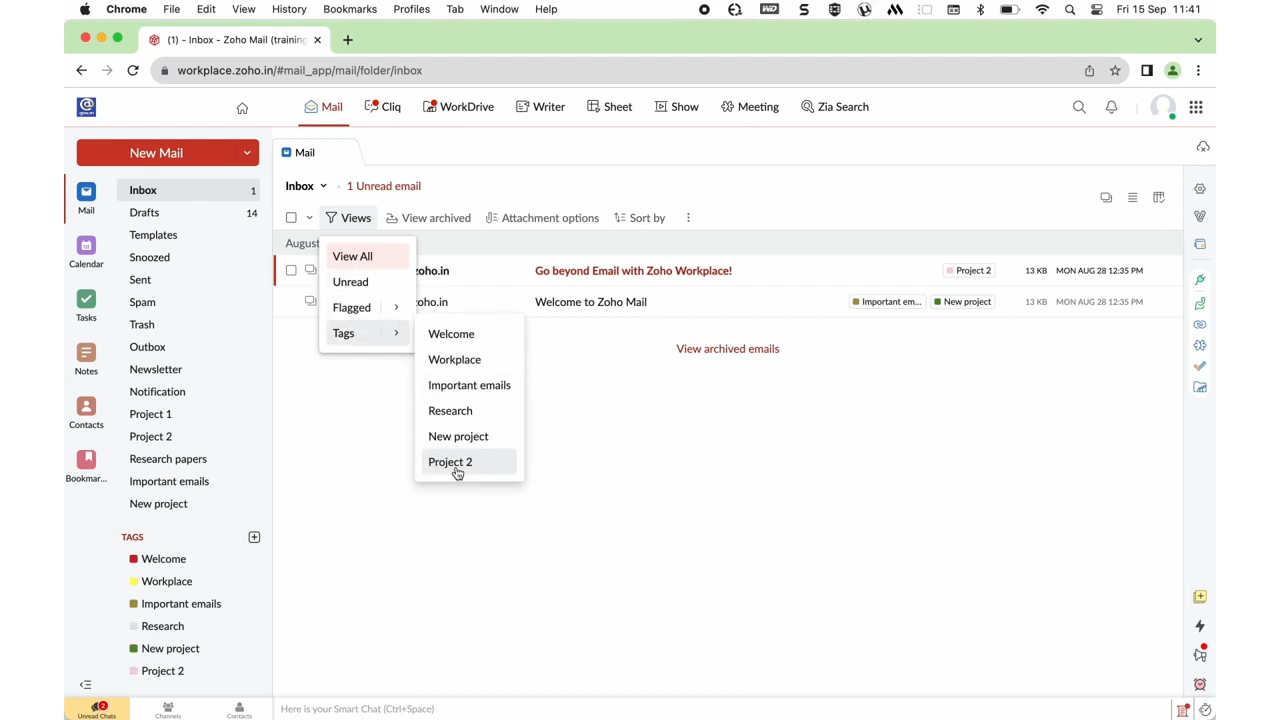 Chrome File Edit View History Bookmarks Profiles Tab Window Help Fri 15 Sep 11:41
(1) - Inbox - Zoho Mail (training
workplace.zoho.in/#mail_app/mail/folder/inbox
Mail Cliq WorkDrive Writer Sheet Show Meeting Zia Search
New Mail
Mail
Calendar
Tasks
Notes
Contacts
Bookmar...
Inbox 1
Drafts 14
Templates
Snoozed
Sent
Spam
Trash
Outbox
Newsletter
Notification
Project 1
Project 2
Research papers
Important emails
New project
TAGS
Welcome
Workplace
Important emails
Research
New project
Project 2
Mail
Inbox 1 Unread email
Views View archived Attachment options Sort by
August
zoho.in Go beyond Email with Zoho Workplace! Project 2 13 KB MON AUG 28 12:35 PM
zoho.in Welcome to Zoho Mail Important em... New project 13 KB MON AUG 28 12:35 PM
View archived emails
View All
Unread
Flagged
Tags
Welcome
Workplace
Important emails
Research
New project
Project 2
2
Unread Chats Channels Contacts Here is your Smart Chat (Ctrl+Space)